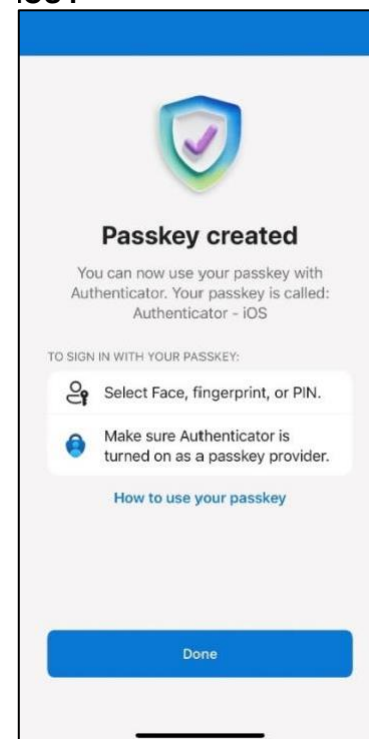 Passkey created
You can now use your passkey with
Authenticator. Your passkey is called:
Authenticator - iOS
TO SIGN IN WITH YOUR PASSKEY:
Select Face, fingerprint, or PIN.
Make sure Authenticator is
turned on as a passkey provider.
How to use your passkey
Done